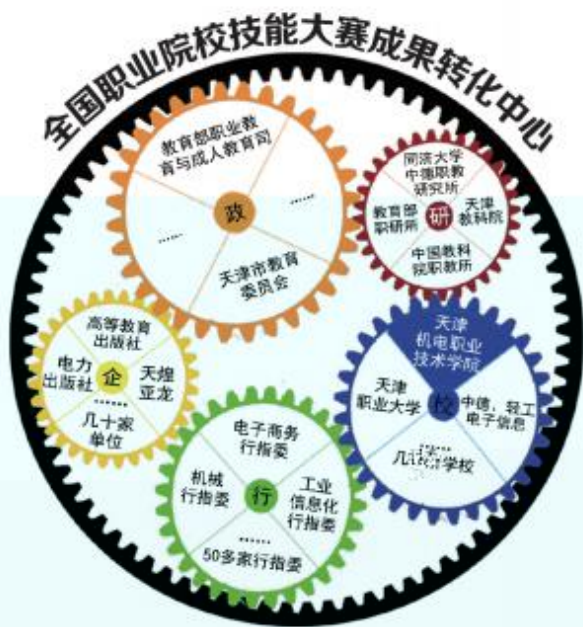 全国职业院校技能大赛成果转化中心
教育部职业教
育与成人教育司
……
……
政
天津市教育
委员会
同济大学
中德职教
研究所
教育部
职研所
研
天津
教科院
中国教科
院职教所
高等教育
出版社
电力
出版社
企
天煌
亚龙
……
几十家
单位
天津
机电职业
技术学院
天津
职业大学
校
中德，轻工
电子信息
……
学校
电子商务
行指委
机械
行指委
行
工业
信息化
行指委
……
50多家行指委